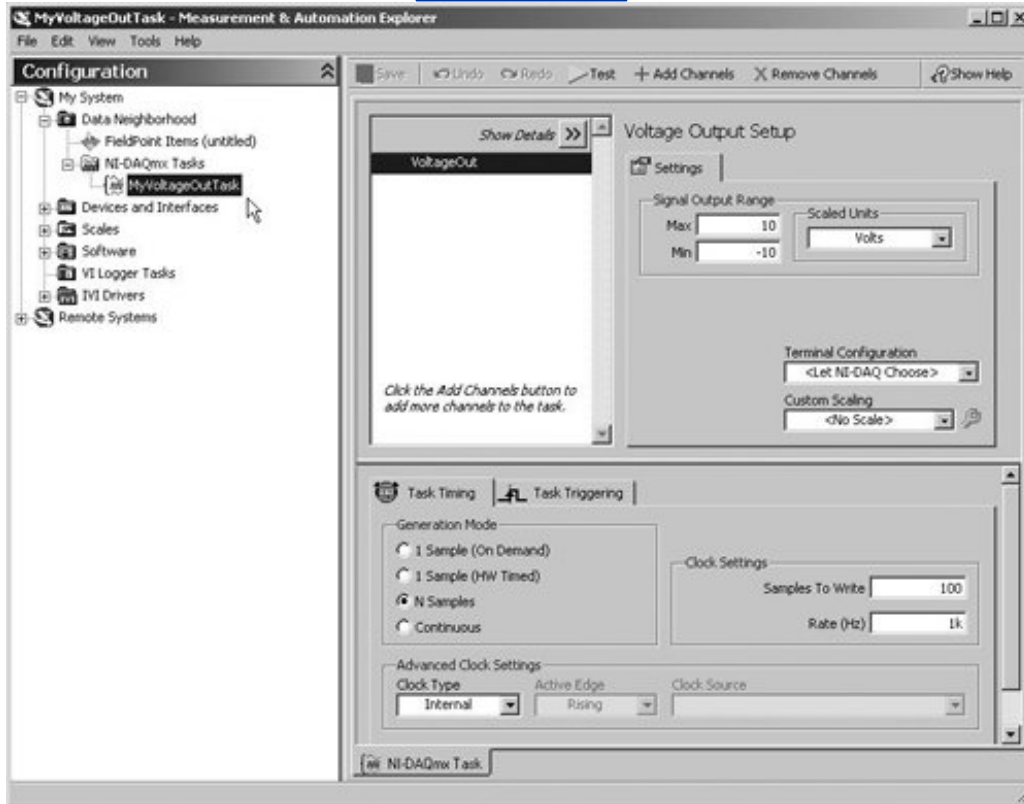 MyVoltageOutTask - Measurement & Automation Explorer
File Edit View Tools Help
Configuration
My System
Data Neighborhood
FieldPoint Items (untitled)
NI-DAQmx Tasks
MyVoltageOutTask
Devices and Interfaces
Scales
Software
VI Logger Tasks
IVI Drivers
Remote Systems
Save Undo Redo Test Add Channels Remove Channels Show Help
Show Details
VoltageOut
Click the Add Channels button to
add more channels to the task.
Voltage Output Setup
Settings
Signal Output Range
Max 10
Min -10
Scaled Units
Volts
Terminal Configuration
<Let NI-DAQ Choose>
Custom Scaling
<No Scale>
Task Timing Task Triggering
Generation Mode
1 Sample (On Demand)
1 Sample (HW Timed)
N Samples
Continuous
Clock Settings
Samples To Write 100
Rate (Hz) 1k
Advanced Clock Settings
Clock Type Active Edge Clock Source
Internal Rising
NI-DAQmx Task